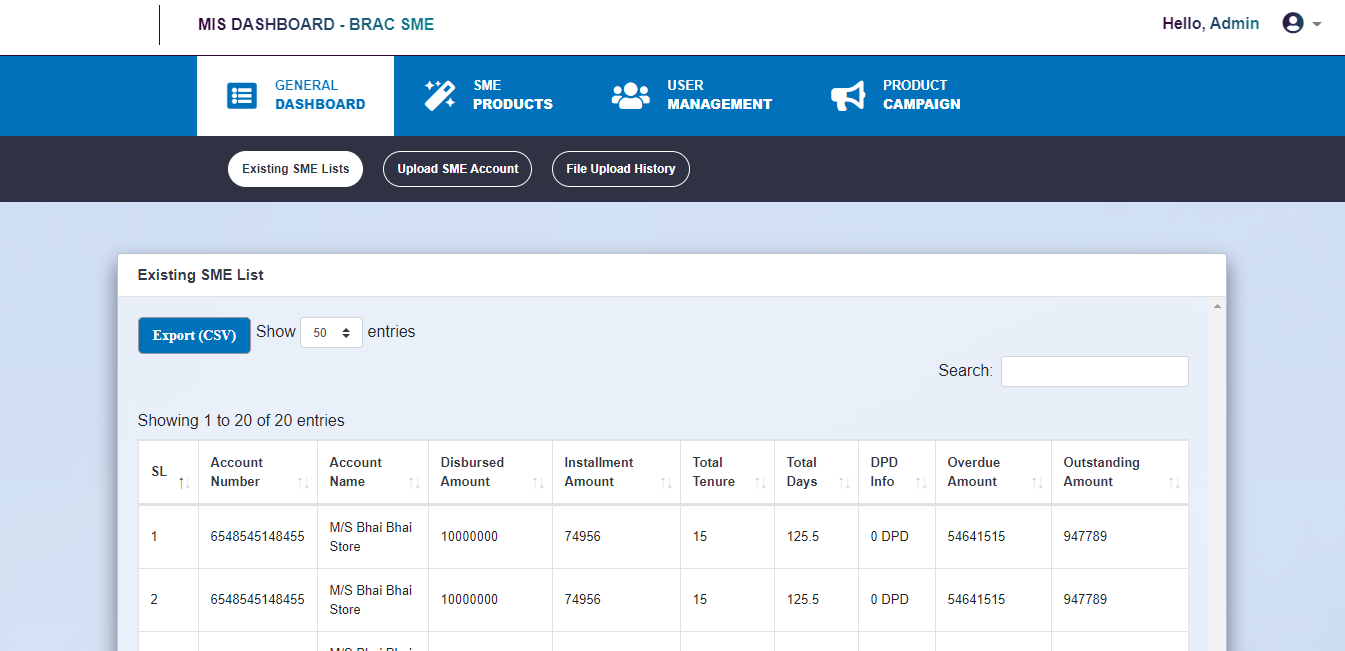 MIS DASHBOARD - BRAC SME
Hello, Admin
GENERAL
DASHBOARD
SME
PRODUCTS
USER
MANAGEMENT
PRODUCT
CAMPAIGN
Existing SME Lists
Upload SME Account
File Upload History
Existing SME List
Export (CSV) Show 50 entries
Search:
Showing 1 to 20 of 20 entries
SL
Account
Number
Account
Name
Disbursed
Amount
Installment
Amount
Total
Tenure
Total
Days
DPD
Info
Overdue
Amount
Outstanding
Amount
1
6548545148455
M/S Bhai Bhai
Store
10000000
74956
15
125.5
0 DPD
54641515
947789
2
6548545148455
M/S Bhai Bhai
Store
10000000
74956
15
125.5
0 DPD
54641515
947789